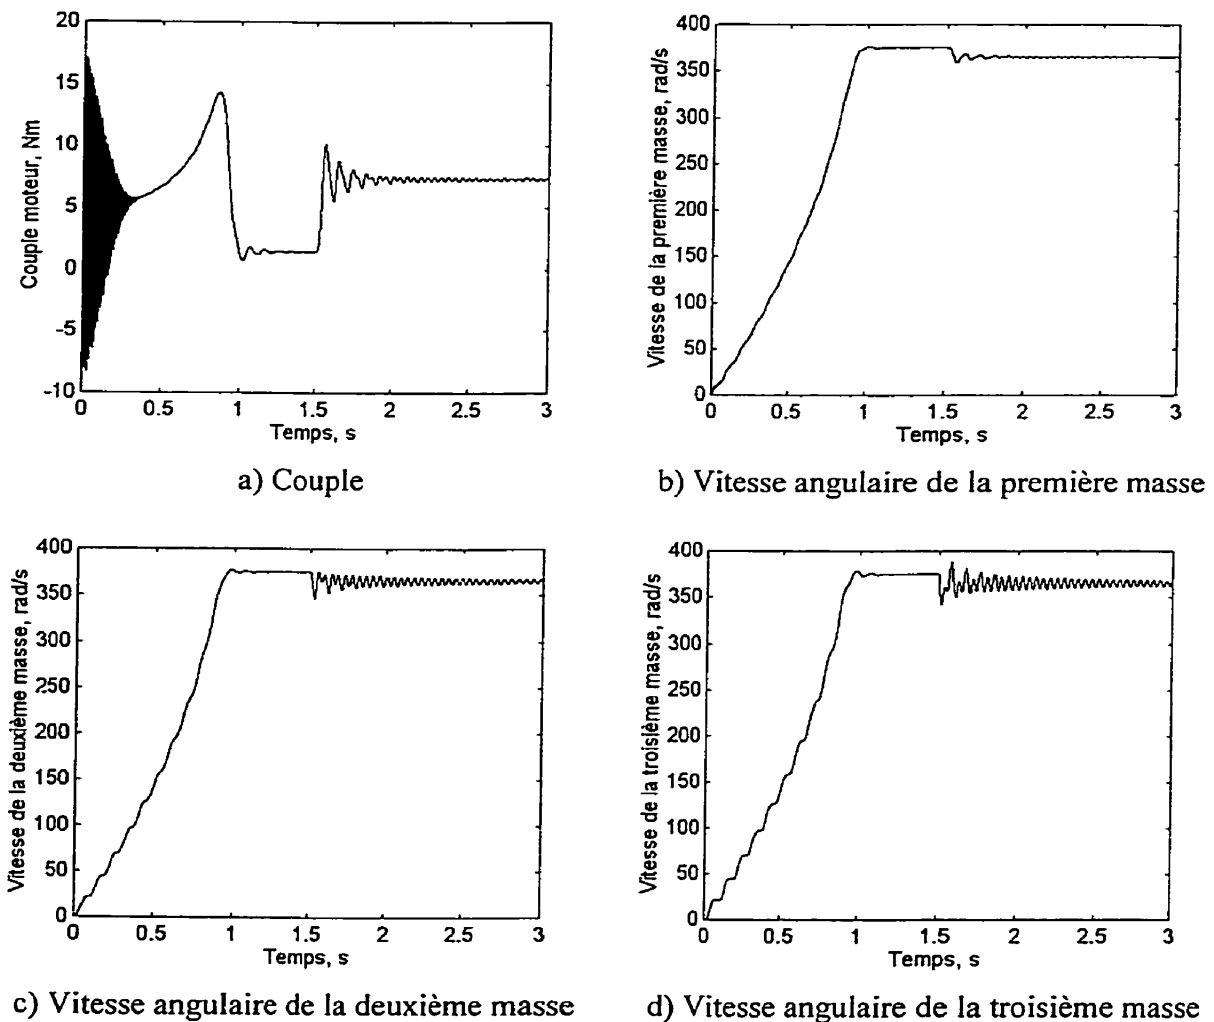 20
15
10
5
0
-5
-10
Couple moteur, Nm
0 0.5 1 1.5 2 2.5 3
Temps, s
a) Couple
400
350
300
250
200
150
100
50
0
Vitesse de la première masse, rad/s
0 0.5 1 1.5 2 2.5 3
Temps, s
b) Vitesse angulaire de la première masse
400
350
300
250
200
150
100
50
0
Vitesse de la deuxième masse, rad/s
0 0.5 1 1.5 2 2.5 3
Temps, s
c) Vitesse angulaire de la deuxième masse
400
350
300
250
200
150
100
50
0
Vitesse de la troisième masse, rad/s
0 0.5 1 1.5 2 2.5 3
Temps, s
d) Vitesse angulaire de la troisième masse